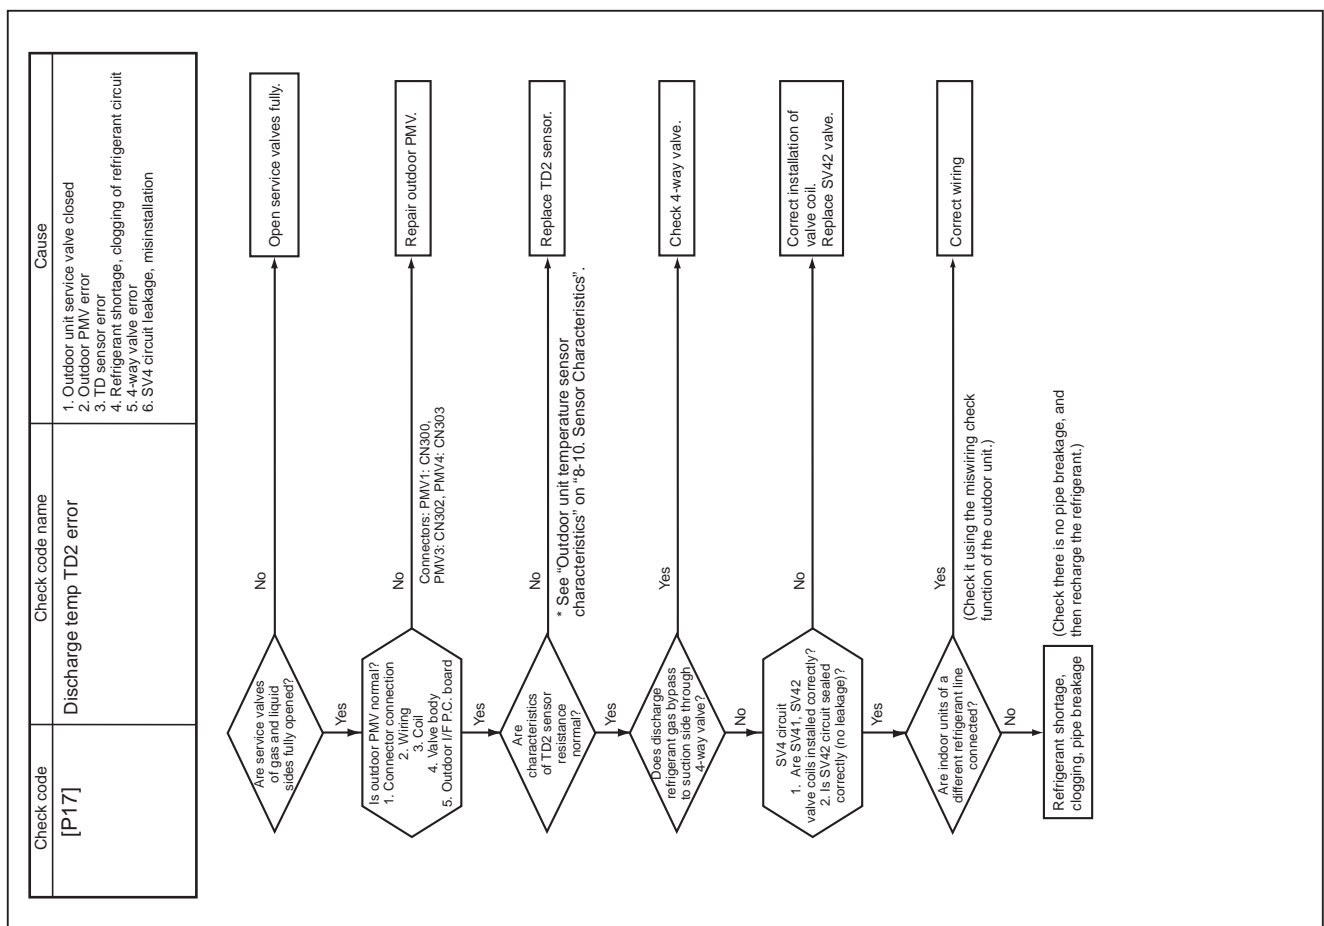 Check code
Check code name
Cause
[P17]
Discharge temp TD2 error
1. Outdoor unit service valve closed
2. Outdoor PMV error
3. TD sensor error
4. Refrigerant shortage, clogging of refrigerant circuit
5. 4-way valve error
6. SV4 circuit leakage, misinstallation
Are service valves
of gas and liquid
sides fully opened?
No
Open service valves fully.
Yes
Is outdoor PMV normal?
1. Connector connection
2. Wiring
3. Coil
4. Valve body
5. Outdoor I/F P.C. board
No
Repair outdoor PMV.
Connectors: PMV1: CN300,
PMV3: CN302, PMV4: CN303
Yes
Are
characteristics
of TD2 sensor
resistance
normal?
No
Replace TD2 sensor.
* See “Outdoor unit temperature sensor
characteristics” on “8-10. Sensor Characteristics”.
Yes
Does discharge
refrigerant gas bypass
to suction side through
4-way valve?
Yes
Check 4-way valve.
No
SV4 circuit
1. Are SV41, SV42
valve coils installed correctly?
2. Is SV42 circuit sealed
correctly (no leakage)?
No
Correct installation of
valve coil.
Replace SV42 valve.
Yes
Are indoor units of a
different refrigerant line
connected?
Yes
Correct wiring
(Check it using the miswiring check
function of the outdoor unit.)
No
Refrigerant shortage,
clogging, pipe breakage
(Check there is no pipe breakage, and
then recharge the refrigerant.)